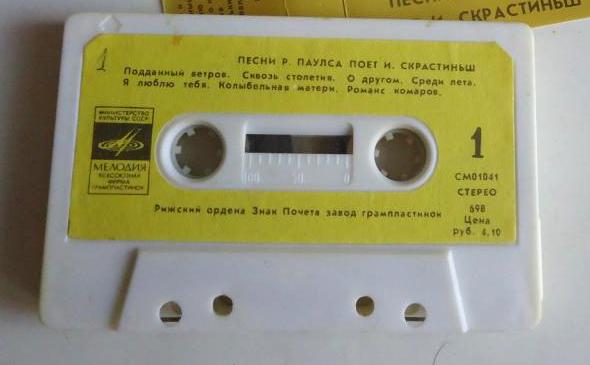 ПЕСНИ
И. СКРАСТИНЬШ
ПЕСНИ Р. ПАУЛСА ПОЕТ И. СКРАСТИНЬШ
Подданный ветров. Сквозь столетия. О другом. Среди лета.
Я люблю тебя. Колыбельная матери. Романс комаров.
МИНИСТЕРСТВО
КУЛЬТУРЫ СССР
МЕЛОДИЯ
ВСЕСОЮЗНАЯ
ФИРМА
ГРАМПЛАСТИНОК
100 50 0
1
СМ01041
СТЕРЕО
698
Цена
руб. 4,10
Рижский ордена Знак Почета завод грампластинок